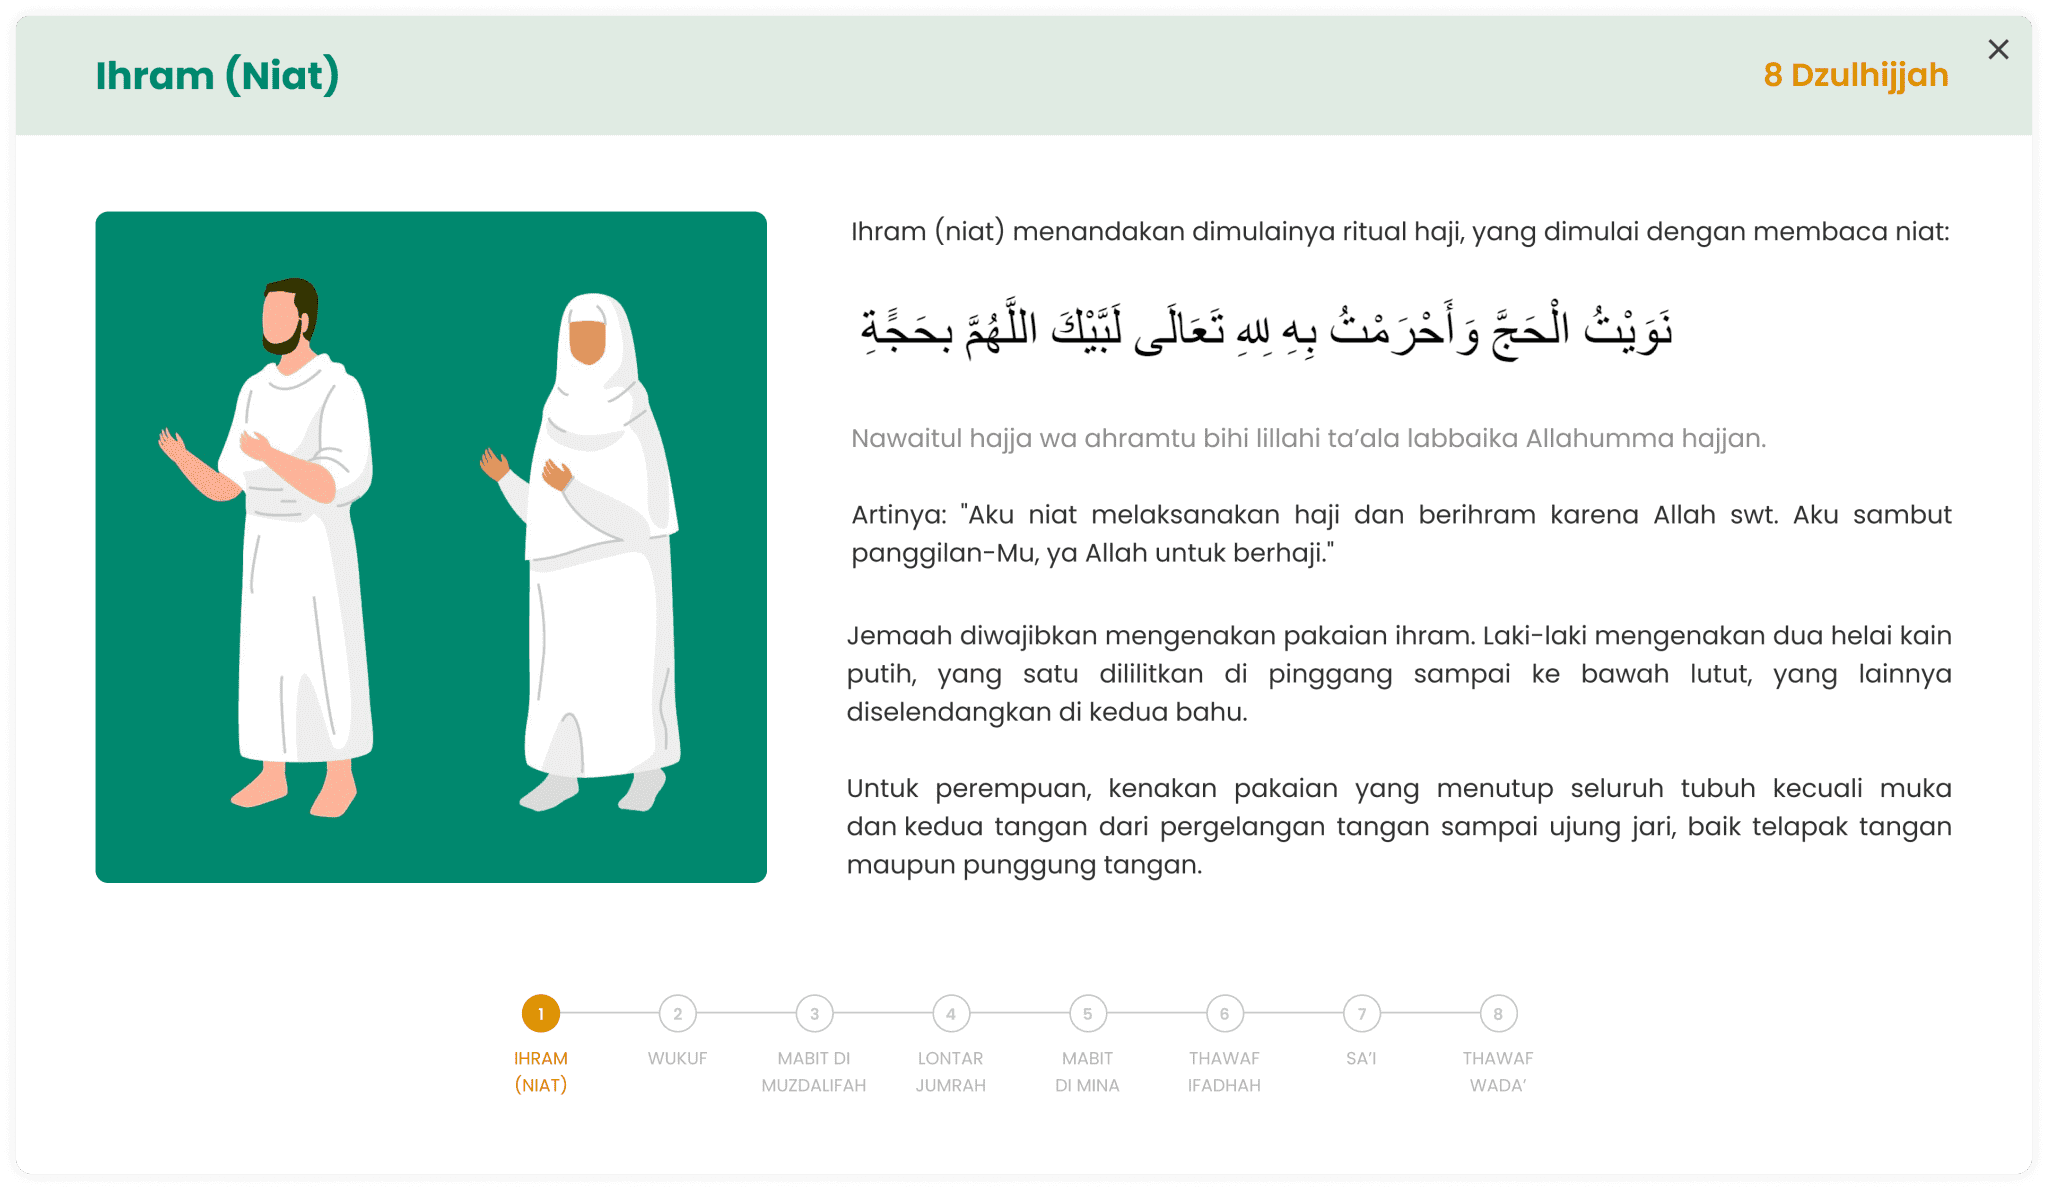 Ihram (Niat)
8 Dzulhijjah
Ihram (niat) menandakan dimulainya ritual haji, yang dimulai dengan membaca niat:
نَوَيْتُ الْحَجَّ وَأَحْرَمْتُ بِهِ لِلهِ تَعَالَى لَبَّيْكَ اللَّهُمَّ بحَجًّةِ
Nawaitul hajja wa ahramtu bihi lillahi ta’ala labbaika Allahumma hajjan.
Artinya: "Aku niat melaksanakan haji dan berihram karena Allah swt. Aku sambut
panggilan-Mu, ya Allah untuk berhaji."
Jemaah diwajibkan mengenakan pakaian ihram. Laki-laki mengenakan dua helai kain
putih, yang satu dililitkan di pinggang sampai ke bawah lutut, yang lainnya
diselendangkan di kedua bahu.
Untuk perempuan, kenakan pakaian yang menutup seluruh tubuh kecuali muka
dan kedua tangan dari pergelangan tangan sampai ujung jari, baik telapak tangan
maupun punggung tangan.
1
IHRAM
(NIAT)
2
WUKUF
3
MABIT DI
MUZDALIFAH
4
LONTAR
JUMRAH
5
MABIT
DI MINA
6
THAWAF
IFADHAH
7
SA’I
8
THAWAF
WADA’